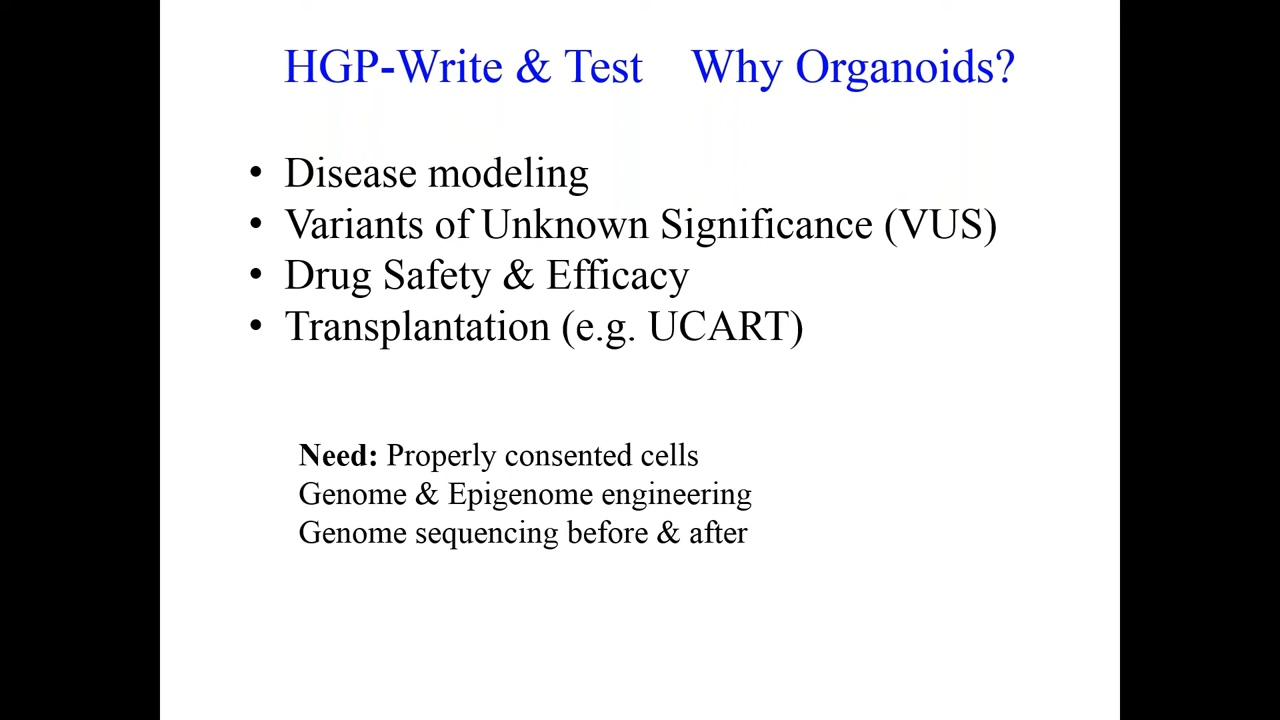 HGP-Write & Test Why Organoids?
• Disease modeling
• Variants of Unknown Significance (VUS)
• Drug Safety & Efficacy
• Transplantation (e.g. UCART)
Need: Properly consented cells
Genome & Epigenome engineering
Genome sequencing before & after